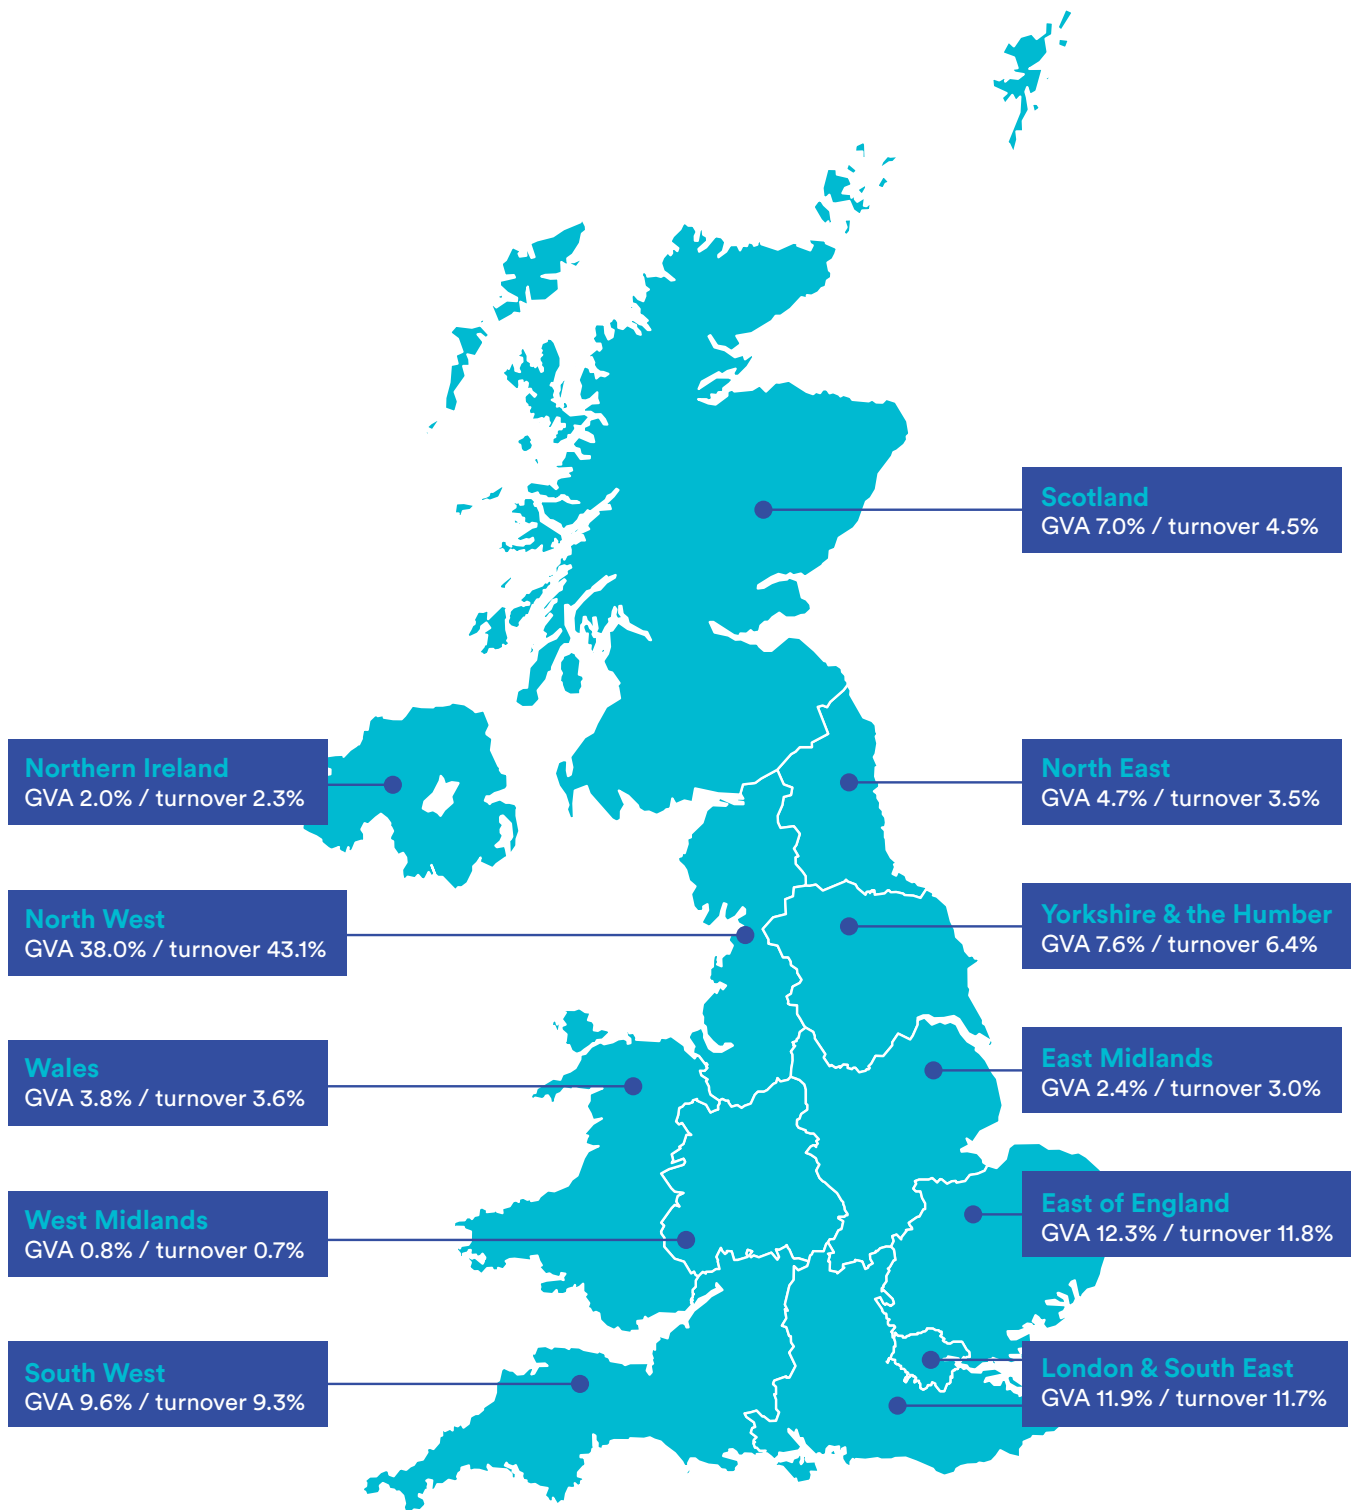 Scotland
GVA 7.0% / turnover 4.5%
Northern Ireland
GVA 2.0% / turnover 2.3%
North East
GVA 4.7% / turnover 3.5%
North West
GVA 38.0% / turnover 43.1%
Yorkshire & the Humber
GVA 7.6% / turnover 6.4%
Wales
GVA 3.8% / turnover 3.6%
East Midlands
GVA 2.4% / turnover 3.0%
West Midlands
GVA 0.8% / turnover 0.7%
East of England
GVA 12.3% / turnover 11.8%
South West
GVA 9.6% / turnover 9.3%
London & South East
GVA 11.9% / turnover 11.7%